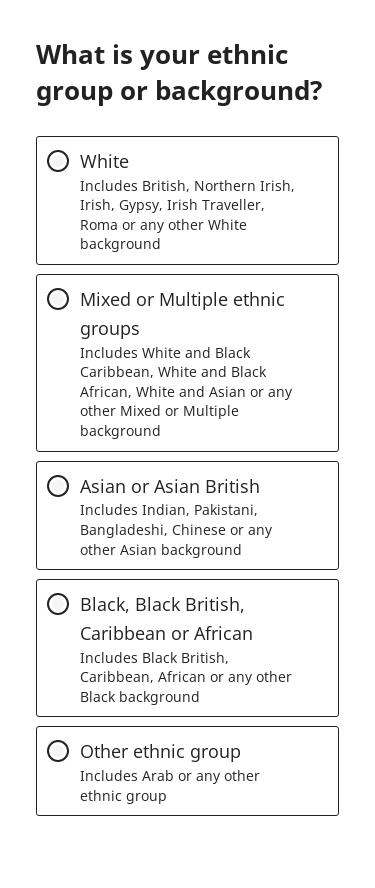 What is your ethnic
group or background?
White
Includes British, Northern Irish,
Irish, Gypsy, Irish Traveller,
Roma or any other White
background
Mixed or Multiple ethnic
groups
Includes White and Black
Caribbean, White and Black
African, White and Asian or any
other Mixed or Multiple
background
Asian or Asian British
Includes Indian, Pakistani,
Bangladeshi, Chinese or any
other Asian background
Black, Black British,
Caribbean or African
Includes Black British,
Caribbean, African or any other
Black background
Other ethnic group
Includes Arab or any other
ethnic group